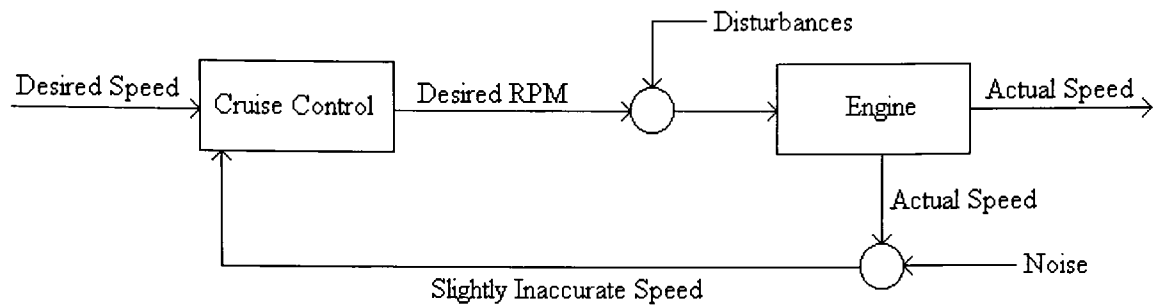 Disturbances
Desired Speed
Cruise Control
Desired RPM
Engine
Actual Speed
Actual Speed
Noise
Slightly Inaccurate Speed